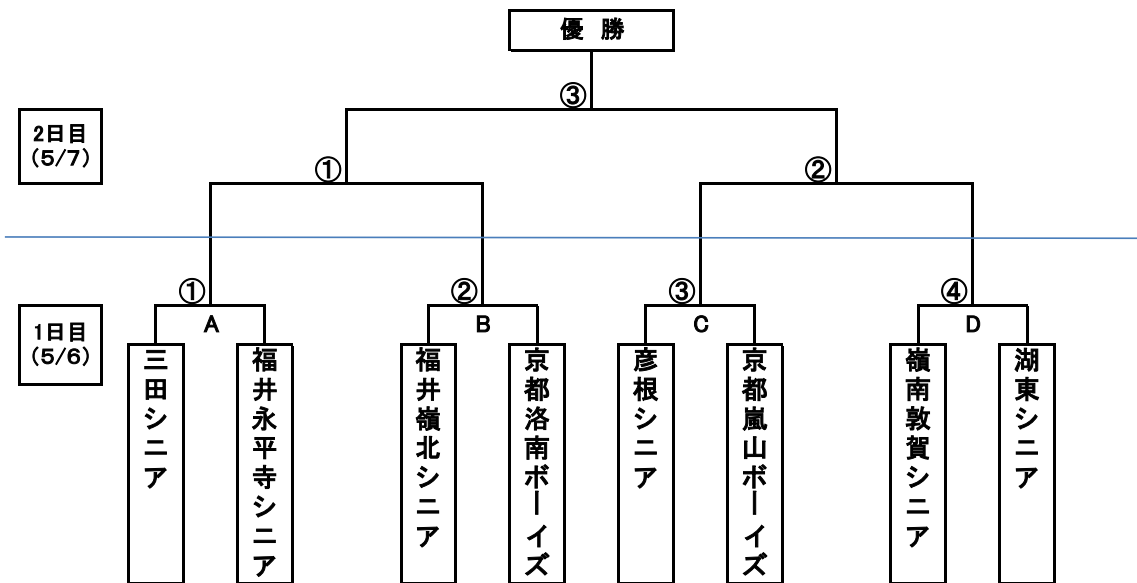 優 勝
③
2日目
(5/7)
①
②
①
②
③
④
1日目
(5/6)
A
B
C
D
三田シニア
福井永平寺シニア
福井嶺北シニア
京都洛南ボーイズ
彦根シニア
京都嵐山ボーイズ
嶺南敦賀シニア
湖東シニア